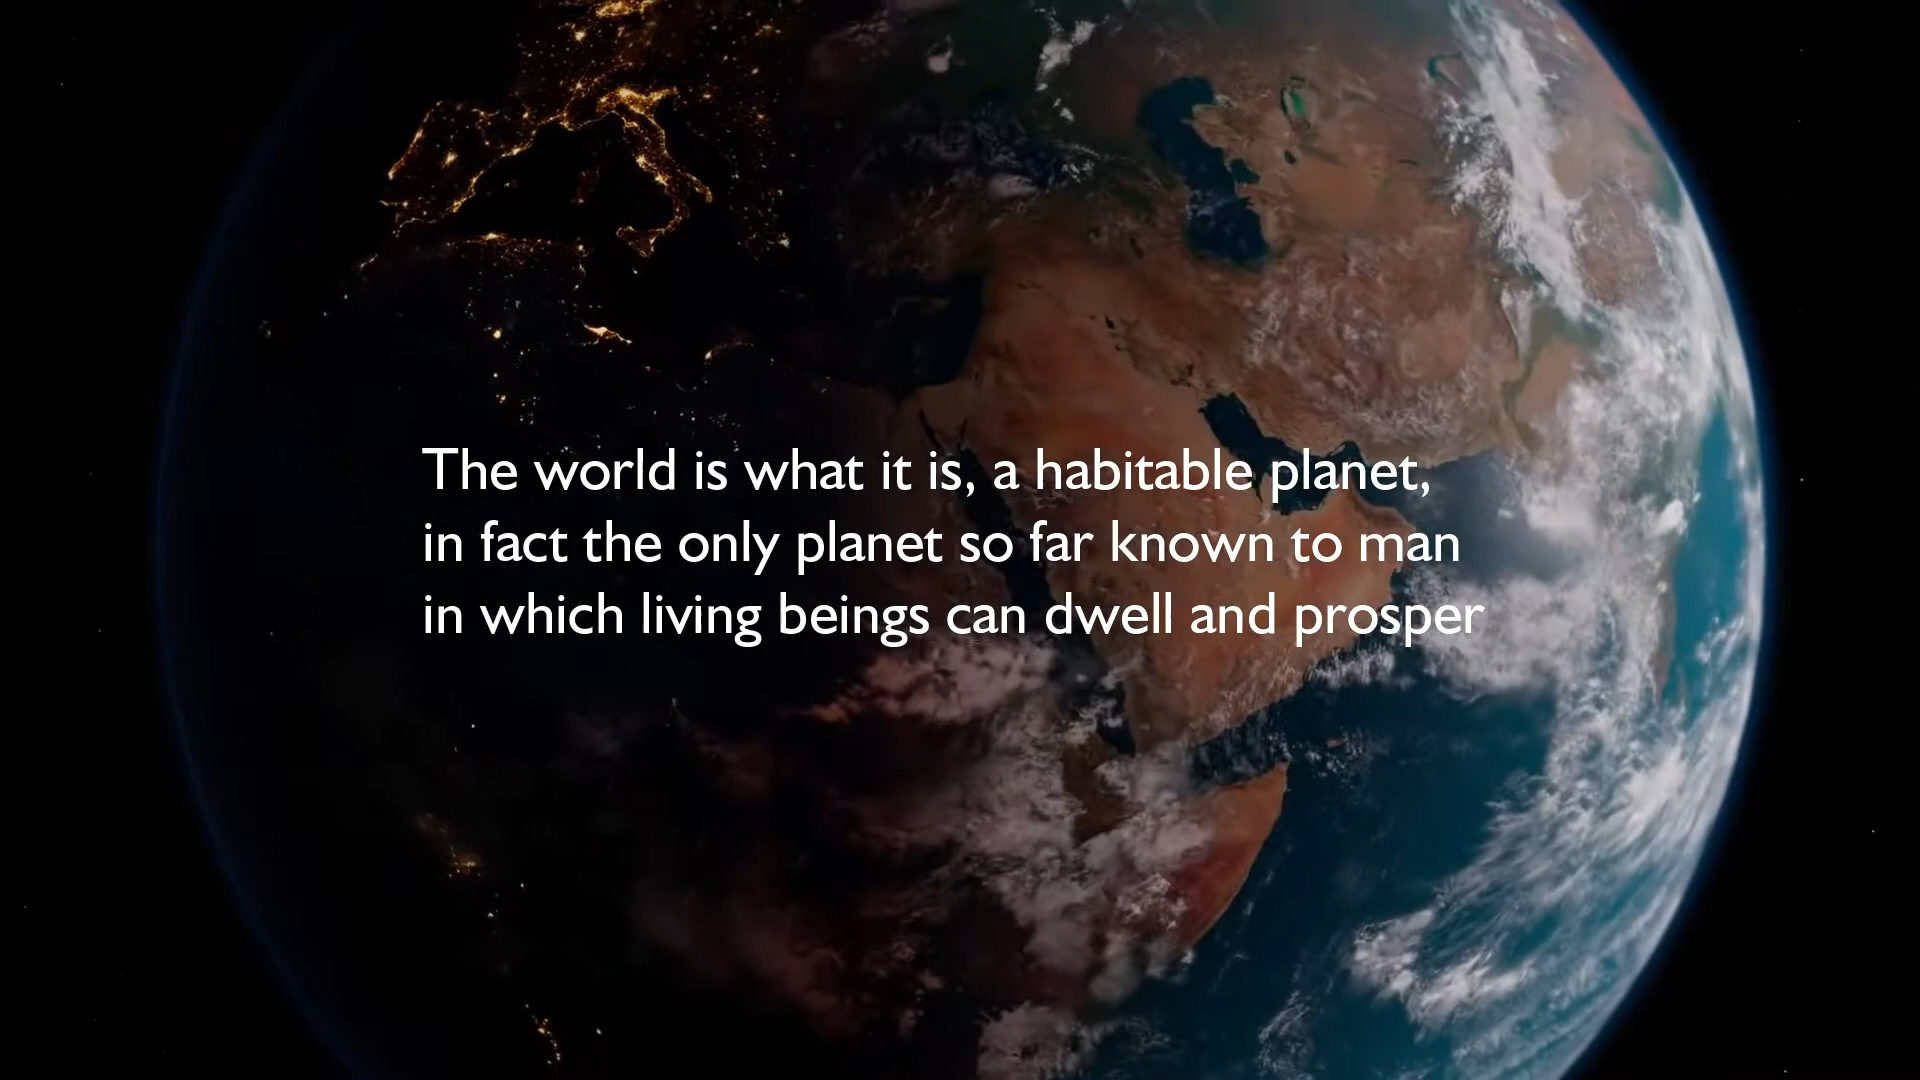 The world is what it is, a habitable planet,
in fact the only planet so far known to man
in which living beings can dwell and prosper